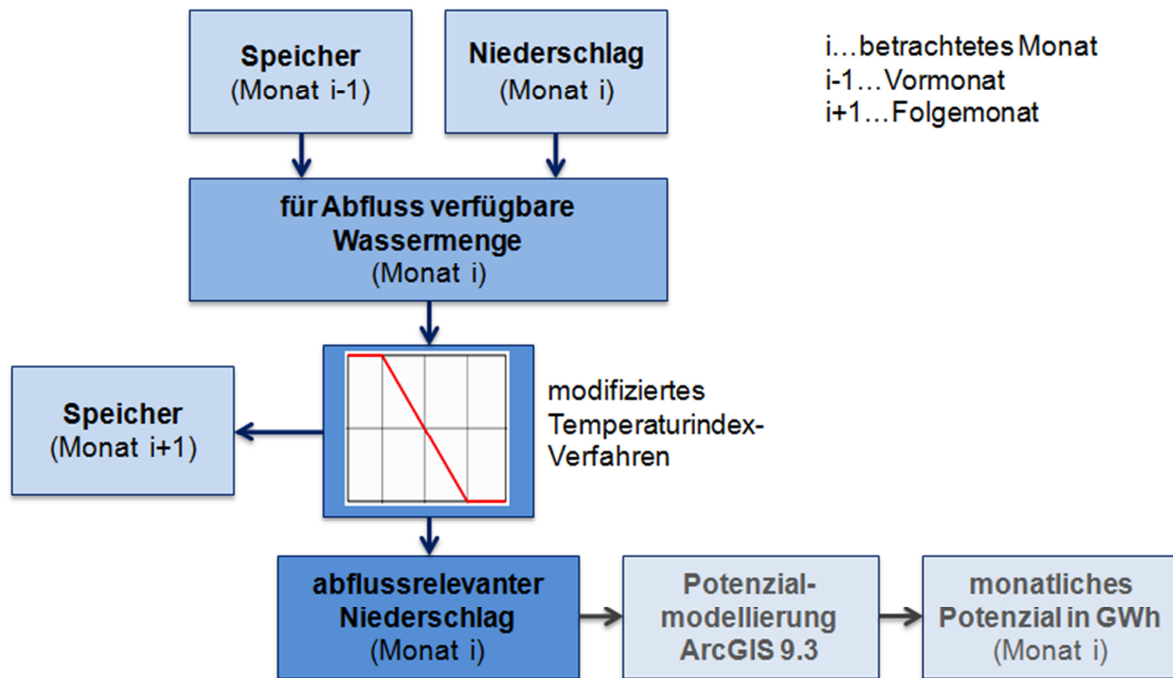 Speicher
(Monat i-1)
Niederschlag
(Monat i)
i...betrachtetes Monat
i-1...Vormonat
i+1...Folgemonat
für Abfluss verfügbare
Wassermenge
(Monat i)
Speicher
(Monat i+1)
modifiziertes
Temperaturindex-
Verfahren
abflussrelevanter
Niederschlag
(Monat i)
Potenzial-
modellierung
ArcGIS 9.3
monatliches
Potenzial in GWh
(Monat i)